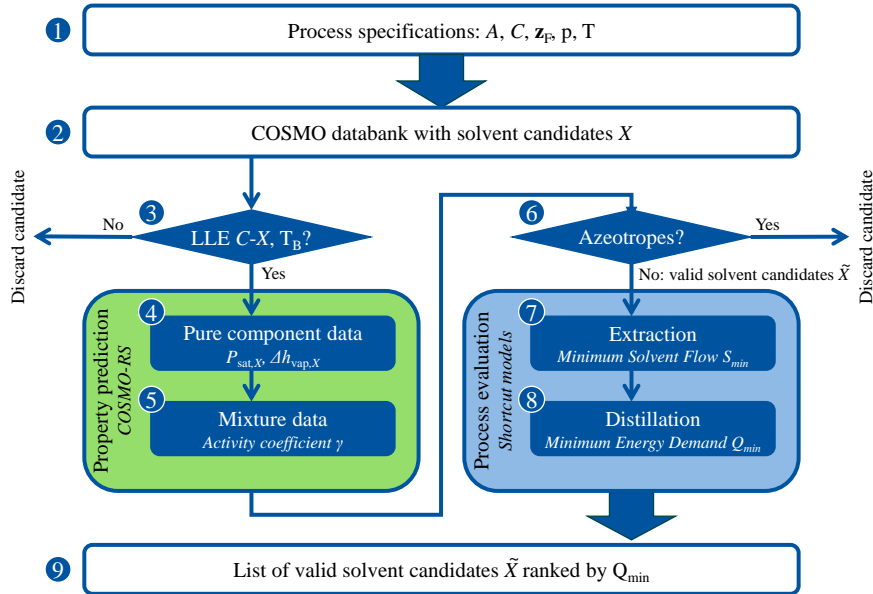 1
Process specifications: A, C, z_F, p, T
2
COSMO databank with solvent candidates X
Discard candidate
No
3
LLE C-X, T_B?
Yes
6
Azeotropes?
Yes
Discard candidate
No: valid solvent candidates X̃
Property prediction
COSMO-RS
4
Pure component data
P_sat,X, Δh_vap,X
5
Mixture data
Activity coefficient γ
Process evaluation
Shortcut models
7
Extraction
Minimum Solvent Flow S_min
8
Distillation
Minimum Energy Demand Q_min
9
List of valid solvent candidates X̃ ranked by Q_min